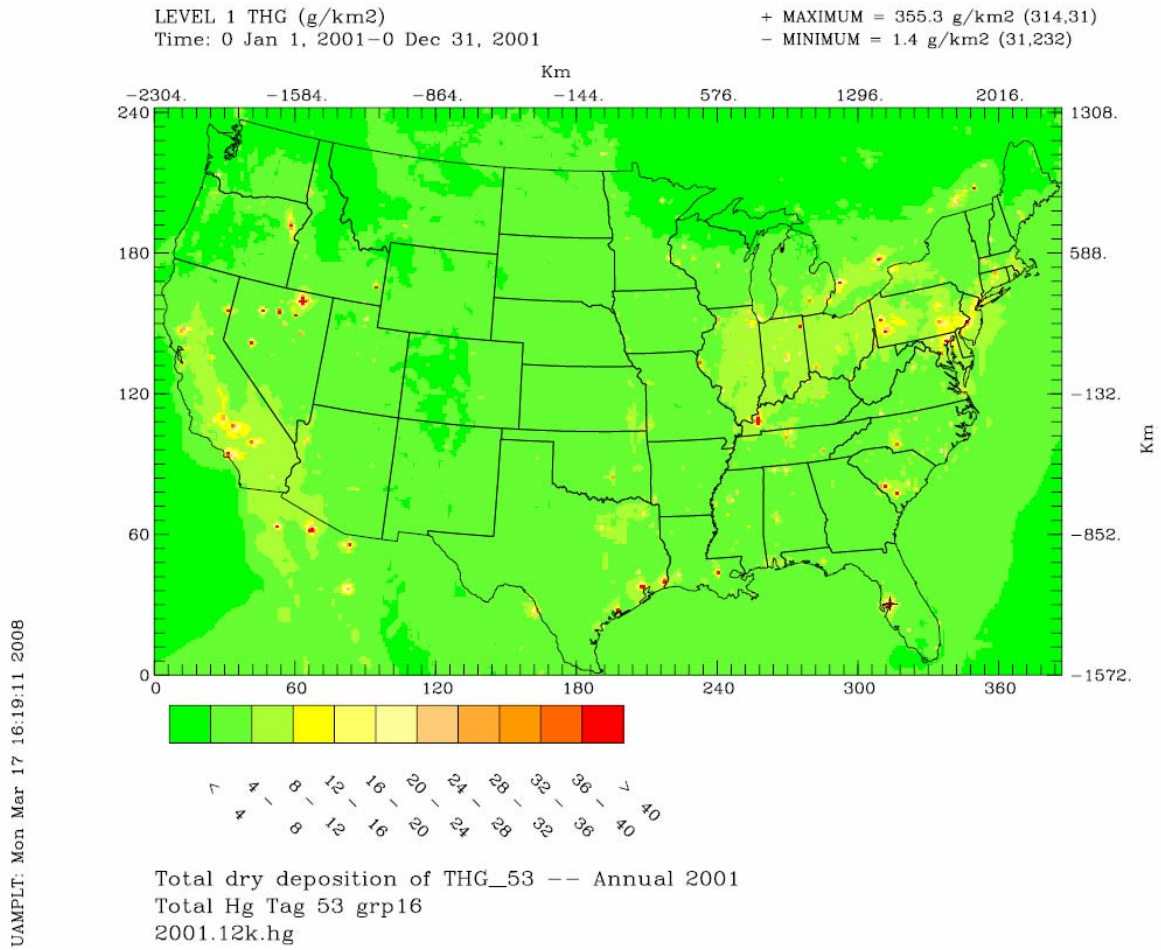 LEVEL 1 THG (g/km2)
Time: 0 Jan 1, 2001-0 Dec 31, 2001
+ MAXIMUM = 355.3 g/km2 (314,31)
- MINIMUM = 1.4 g/km2 (31,232)
Km
-2304. -1584. -864. -144. 576. 1296. 2016.
240 1308.
180 588.
120 -132.
Km
60 -852.
0 -1572.
0 60 120 180 240 300 360
< 4
4 - 8
8 - 12
12 - 16
16 - 20
20 - 24
24 - 28
28 - 32
32 - 36
36 - 40
> 40
Total dry deposition of THG_53 -- Annual 2001
Total Hg Tag 53 grp16
2001.12k.hg
UAMPLT: Mon Mar 17 16:19:11 2008